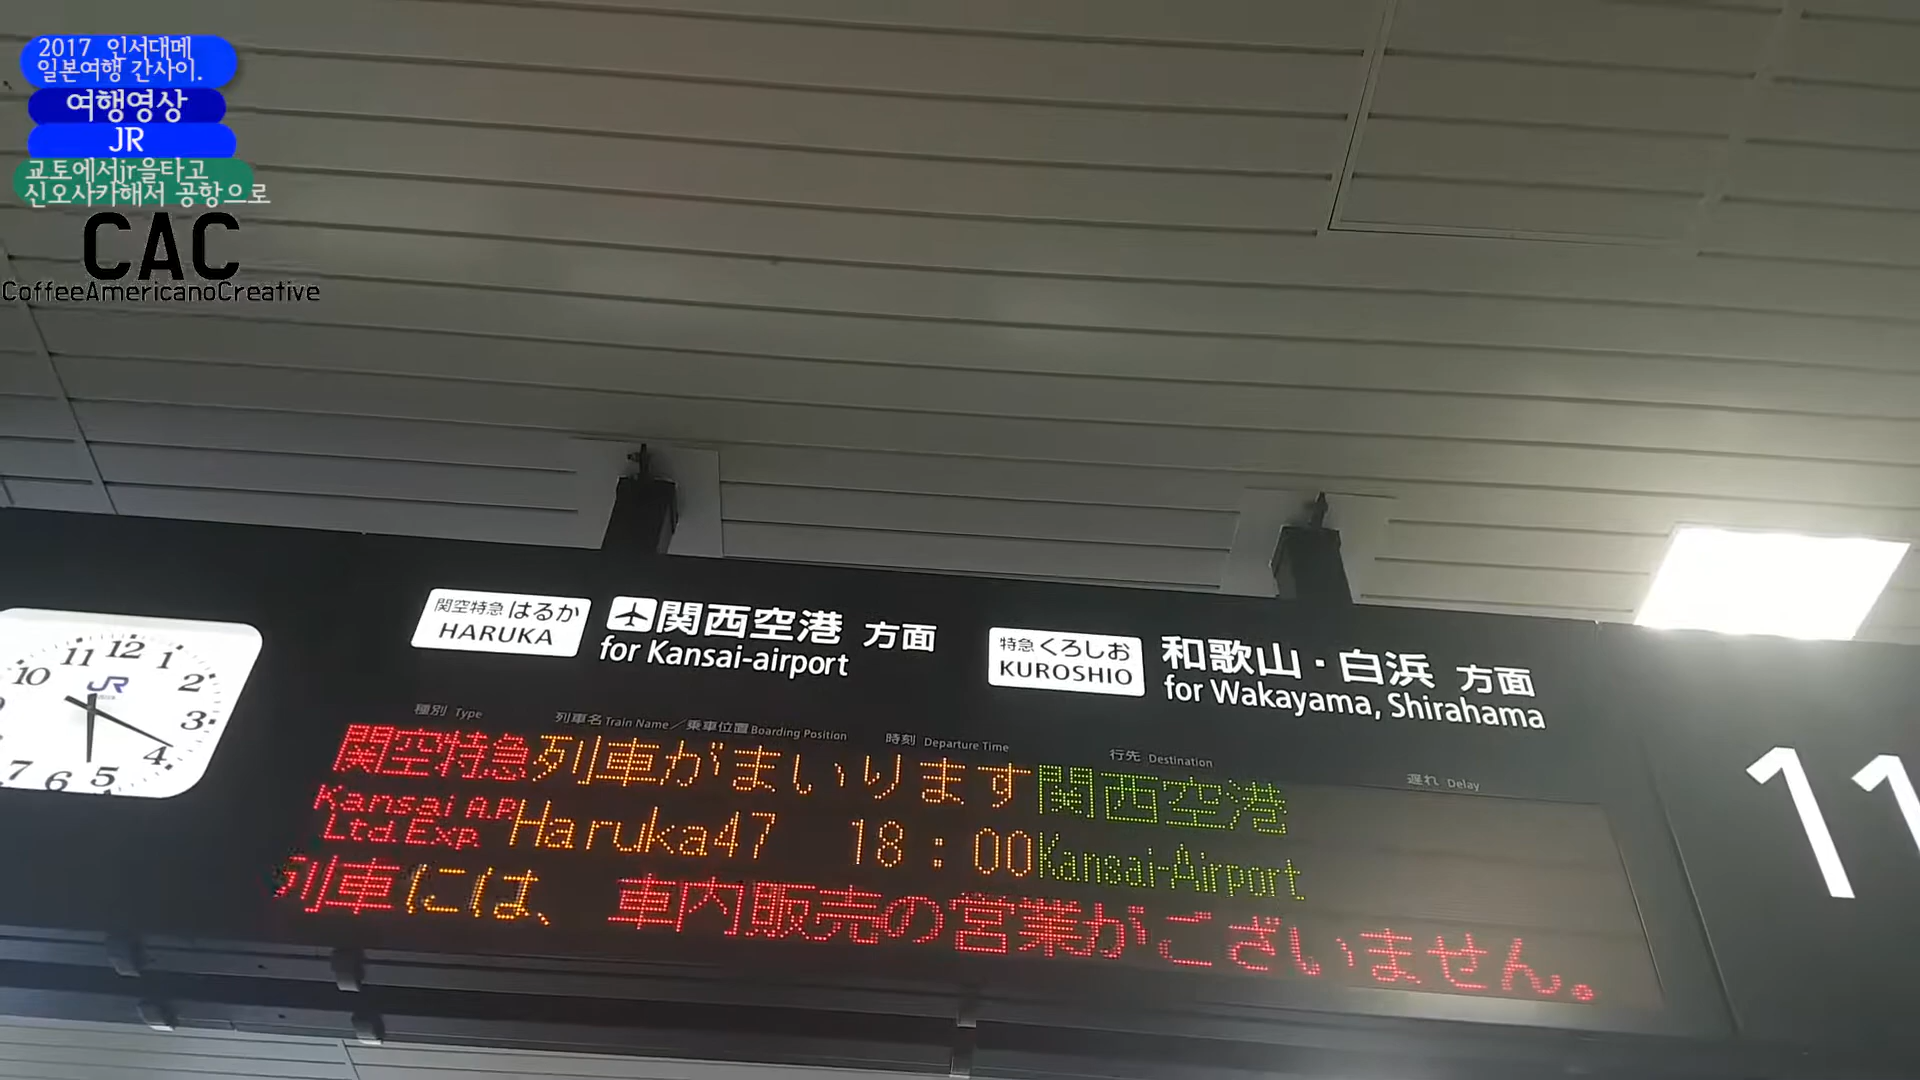 2017 인서대메
일본여행 간사이.
여행영상
JR
교토에서jr을타고
신오사카해서 공항으로
CAC
CoffeeAmericanoCreative
関空特急 はるか
HARUKA
関西空港 方面
for Kansai-airport
特急 くろしお
KUROSHIO
和歌山・白浜 方面
for Wakayama, Shirahama
種別 Type
列車名 Train Name／乗車位置 Boarding Position
時刻 Departure Time
行先 Destination
遅れ Delay
関空特急 列車がまいります 関西空港
Kansai A.P.
Ltd.Exp. Haruka47 18:00 Kansai-Airport
列車には、 車内販売の営業がございません。
11
12
1
2
3
4
5
6
7
10
11
JR